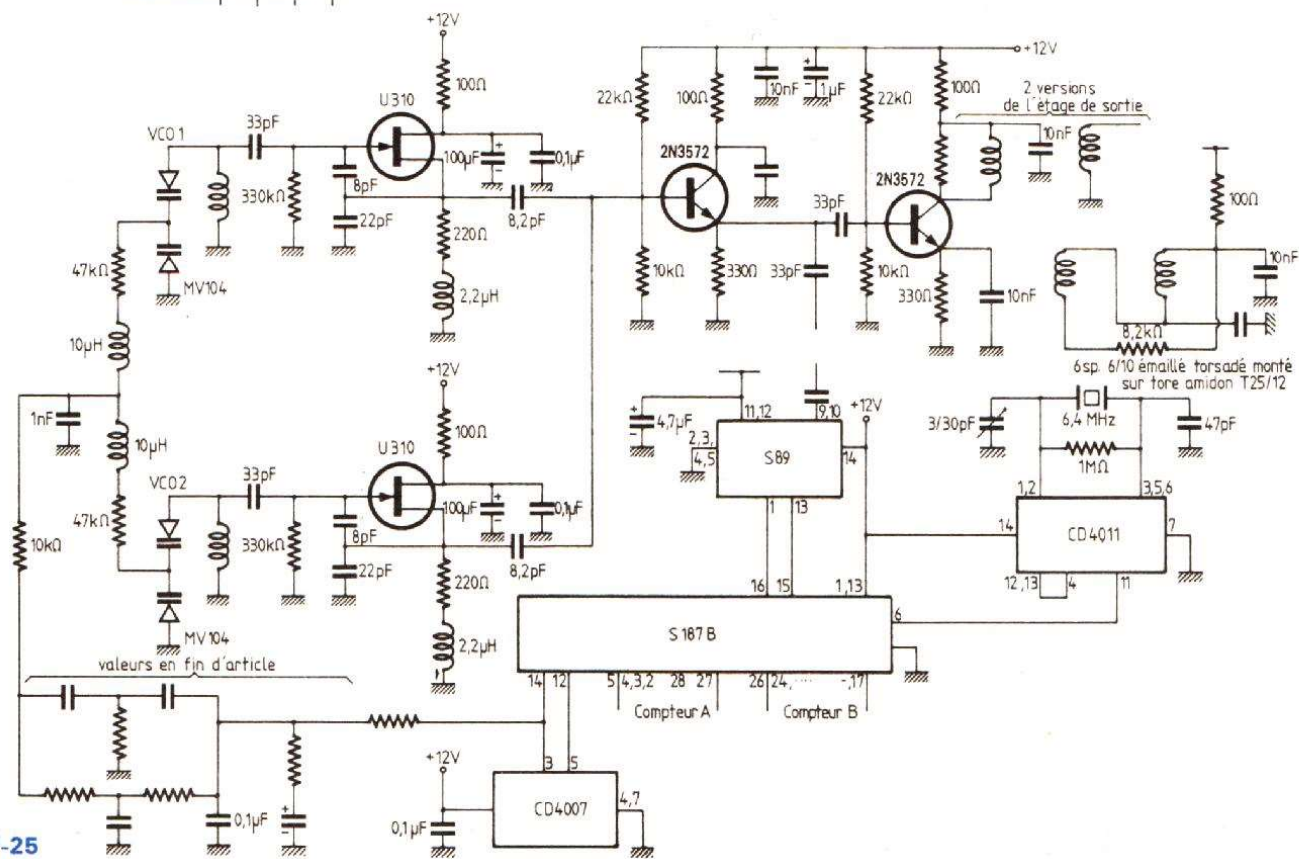 +12V
100Ω
U310
VCO1
33pF
330kΩ
8pF
22pF
100µF
+
-
0,1µF
8,2pF
220Ω
2,2µH
47kΩ
MV104
10µH
1nF
10µH
47kΩ
10kΩ
VCO2
33pF
330kΩ
MV104
+12V
100Ω
U310
8pF
22pF
100µF
+
-
0,1µF
8,2pF
220Ω
2,2µH
+12V
22kΩ
100Ω
10nF
+
-
1µF
22kΩ
100Ω
2 versions
de l'étage de sortie
10nF
2N3572
2N3572
33pF
10kΩ
330Ω
33pF
10kΩ
330Ω
10nF
100Ω
10nF
8,2kΩ
6sp. 6/10 émaillé torsadé monté
sur tore amidon T25/12
+
-
4,7µF
11,12
9,10
+12V
2,3,
4,5
S89
14
1
13
3/30pF
6,4 MHz
47pF
1MΩ
1,2
3,5,6
14
CD4011
7
12,13
4
11
16
15
1,13
6
S187B
14
12
5
4,3,2
28
27
26
24,....
-,17
Compteur A
Compteur B
valeurs en fin d'article
0,1µF
+
-
+12V
3
5
CD4007
4,7
0,1µF
-25